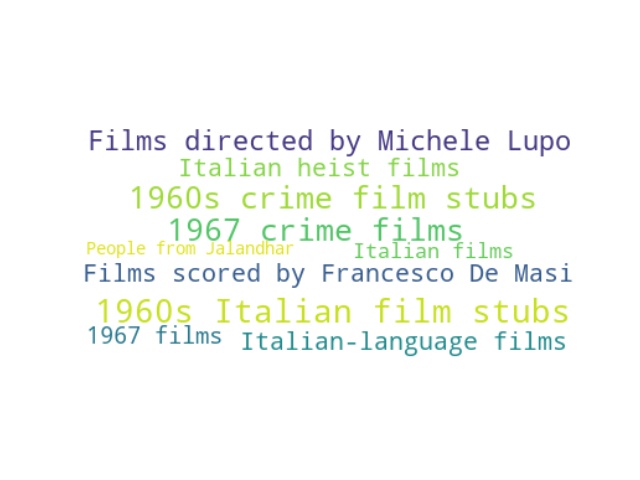 Films directed by Michele Lupo
Italian heist films
1960s crime film stubs
1967 crime films
People from Jalandhar
Italian films
Films scored by Francesco De Masi
1960s Italian film stubs
1967 films
Italian-language films